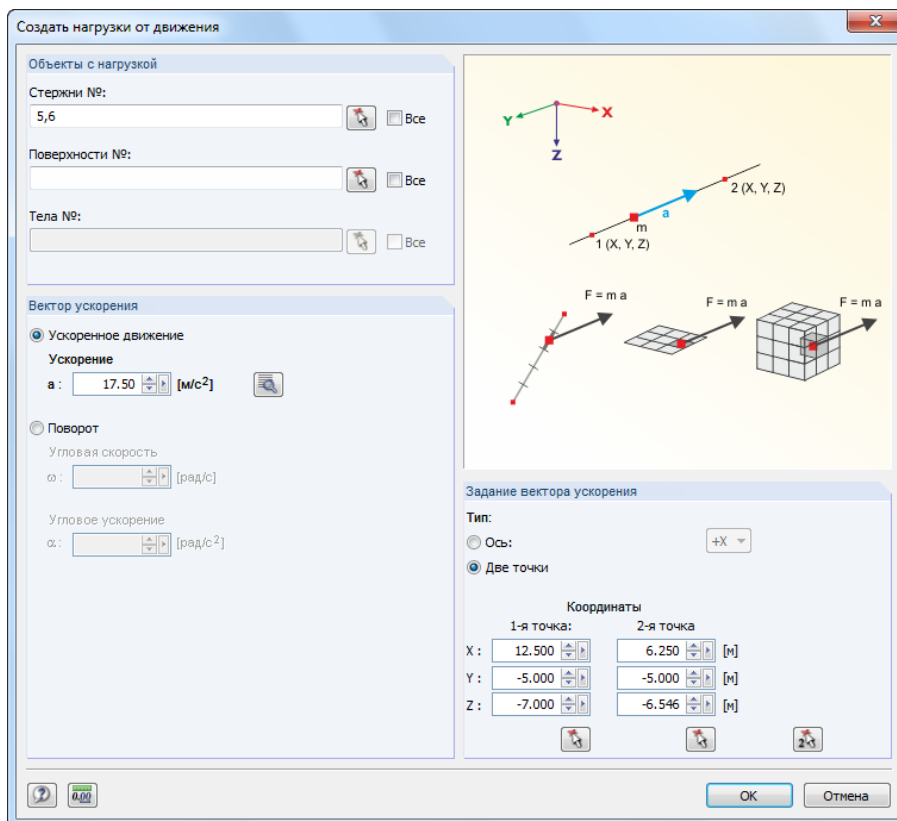 Создать нагрузки от движения
Объекты с нагрузкой
Стержни №:
5,6
Все
Поверхности №:
Все
Тела №:
Все
Вектор ускорения
Ускоренное движение
Ускорение
a : 17.50 [м/с²]
Поворот
Угловая скорость
ω : [рад/с]
Угловое ускорение
α : [рад/с²]
X
Y
Z
2 (X, Y, Z)
a
m
1 (X, Y, Z)
F = m a
F = m a
F = m a
Задание вектора ускорения
Тип:
Ось: +X
Две точки
Координаты
1-я точка: 2-я точка
X : 12.500 6.250 [м]
Y : -5.000 -5.000 [м]
Z : -7.000 -6.546 [м]
2
0.00
OK
Отмена